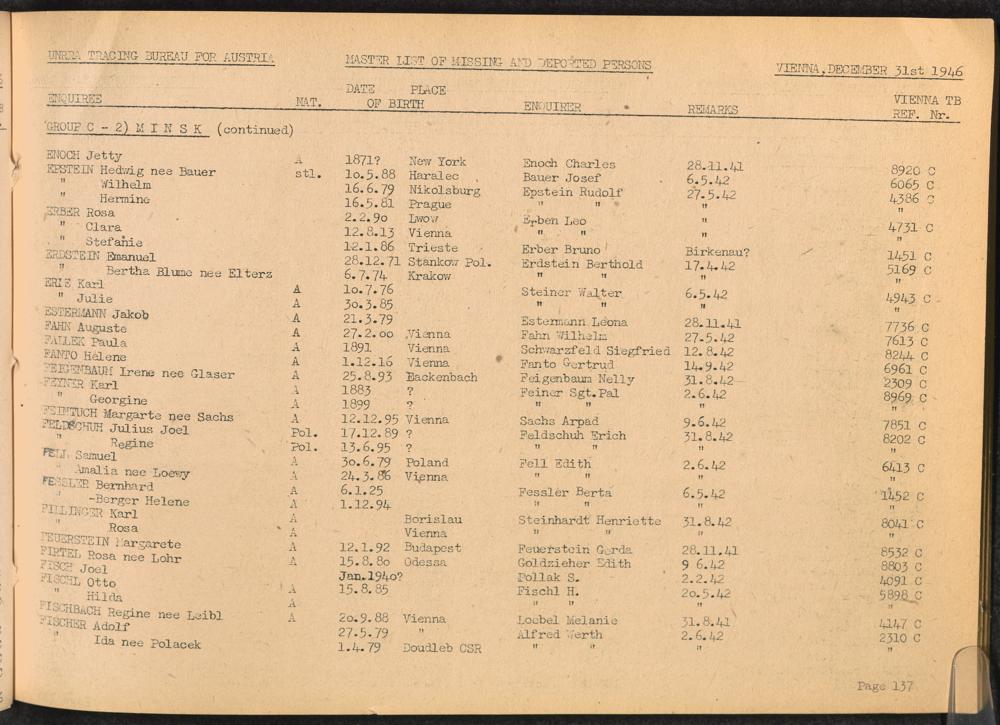 UNRRA TRACING BUREAU FOR AUSTRIA MASTER LIST OF MISSING AND DEPORTED PERSONS VIENNA, DECEMBER 31st 1946
ENQUIREE NAT. DATE PLACE OF BIRTH ENQUIRER REMARKS VIENNA TB REF. Nr.
GROUP C - 2) M I N S K (continued)
ENOCH Jetty A 1871? New York Enoch Charles 28.11.41 8920 C
EPSTEIN Hedwig nee Bauer stl. 1o.5.88 Haralec Bauer Josef 6.5.42 6065 C
" Wilhelm 16.6.79 Nikolsburg Epstein Rudolf 27.5.42 4386 C
" Hermine 16.5.81 Prague " " " "
ERBER Rosa 2.2.9o Lwow Erben Leo " 4731 C
" Clara 12.8.13 Vienna " " " "
" Stefanie 12.1.86 Trieste Erber Bruno Birkenau? 1451 C
ERDSTEIN Emanuel 28.12.71 Stankow Pol. Erdstein Berthold 17.4.42 5169 C
" Bertha Blume nee Elterz 6.7.74 Krakow " " " "
ERIE Karl A 1o.7.76 Steiner Walter 6.5.42 4943 C
" Julie A 3o.3.85 " " " "
ESTERMANN Jakob A 21.3.79 Estermann Leona 28.11.41 7736 C
FAHN Auguste A 27.2.oo Vienna Fahn Wilhelm 27.5.42 7613 C
FALLEK Paula A 1891 Vienna Schwarzfeld Siegfried 12.8.42 8244 C
FANTO Helene A 1.12.16 Vienna Fanto Gertrud 14.9.42 6961 C
FEIGENBAUM Irene nee Glaser A 25.8.93 Backenbach Feigenbaum Nelly 31.8.42 2309 C
FEYNER Karl A 1883 ? Feiner Sgt.Pal 2.6.42 8969 C
" Georgine A 1899 ? " " " "
FEINTUCH Margarte nee Sachs A 12.12.95 Vienna Sachs Arpad 9.6.42 7851 C
FELDSCHUH Julius Joel Pol. 17.12.89 ? Feldschuh Erich 31.8.42 8202 C
" Regine Pol. 13.6.95 ? " " " "
FELL Samuel A 3o.6.79 Poland Fell Edith 2.6.42 6413 C
" Amalia nee Loewy A 24.3.86 Vienna " " " "
FESSLER Bernhard A 6.1.25 Fessler Berta 6.5.42 1452 C
" -Berger Helene A 1.12.94 " " " "
FILLINGER Karl A Borislau Steinhardt Henriette 31.8.42 8041 C
" Rosa A Vienna " " " "
FEUERSTEIN Margarete A 12.1.92 Budapest Feuerstein Gerda 28.11.41 8532 C
FIRTEL Rosa nee Lohr A 15.8.8o Odessa Goldzieher Edith 9 6.42 8803 C
FISCH Joel Jan.194o? Pollak S. 2.2.42 4091 C
FISCHL Otto A 15.8.85 Fischl H. 2o.5.42 5898 C
" Hilda A " " " "
FISCHBACH Regine nee Leibl A 2o.9.88 Vienna Loebel Melanie 31.8.41 4147 C
FISCHER Adolf 27.5.79 " Alfred Werth 2.6.42 2310 C
" Ida nee Polacek 1.4.79 Doudleb CSR " " " "
Page 137